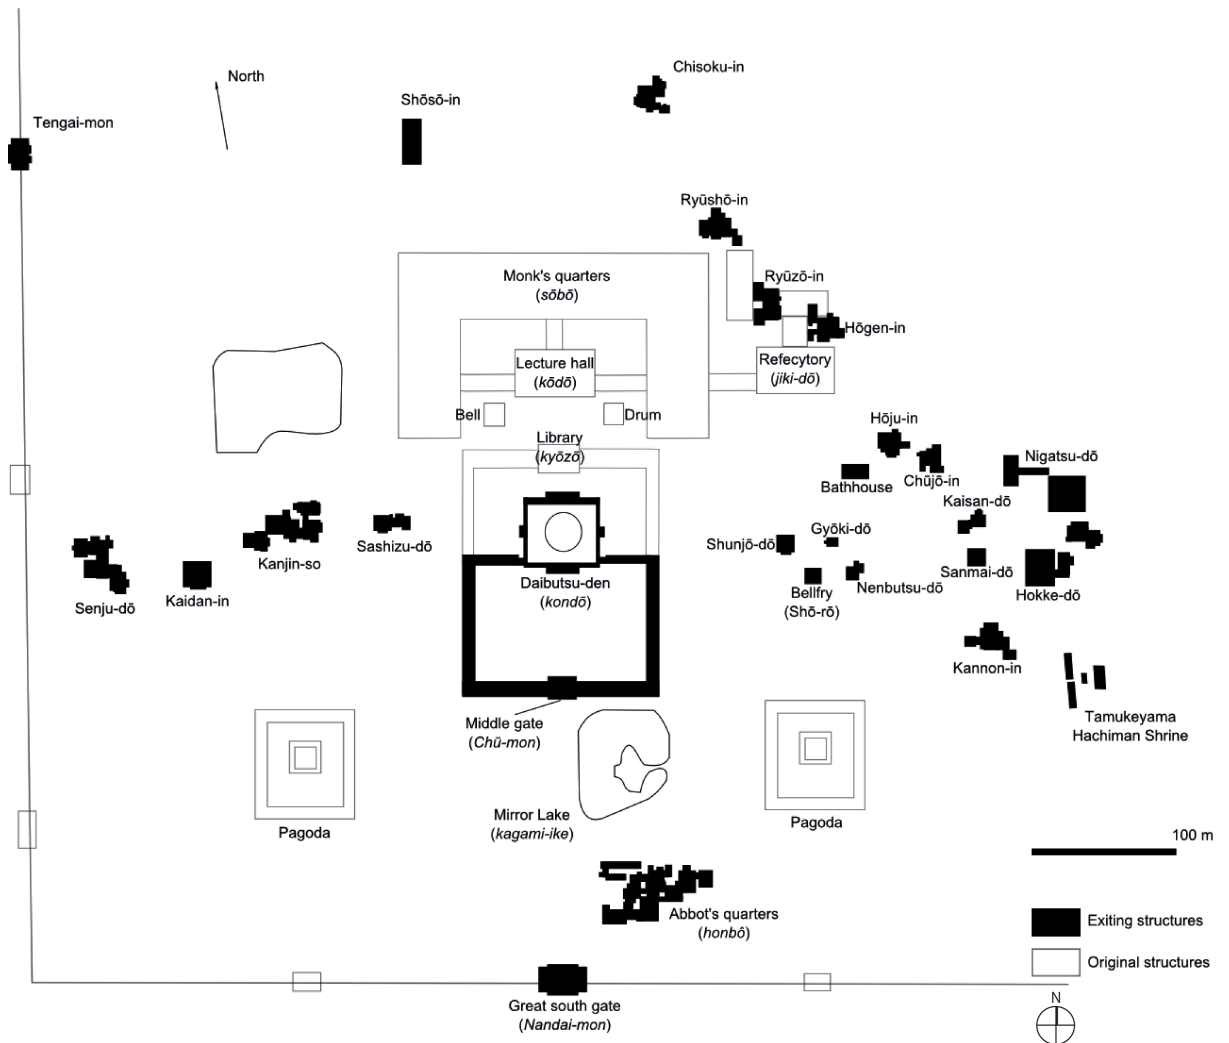 Chisoku-in
North
Shōsō-in
Tengai-mon
Ryūshō-in
Monk's quarters
(sōbō)
Ryūzō-in
Hōgen-in
Lecture hall
(kōdō)
Refecytory
(jiki-dō)
Bell
Drum
Hōju-in
Library
(kyōzō)
Nigatsu-dō
Chūjō-in
Bathhouse
Kaisan-dō
Gyōki-dō
Shunjō-dō
Sashizu-dō
Kanjin-so
Sanmai-dō
Daibutsu-den
(kondō)
Nenbutsu-dō
Bellfry
(Shō-rō)
Hokke-dō
Kaidan-in
Senju-dō
Kannon-in
Middle gate
(Chū-mon)
Tamukeyama
Hachiman Shrine
Mirror Lake
(kagami-ike)
Pagoda
Pagoda
100 m
Abbot's quarters
(honbô)
Exiting structures
Original structures
Great south gate
(Nandai-mon)
N